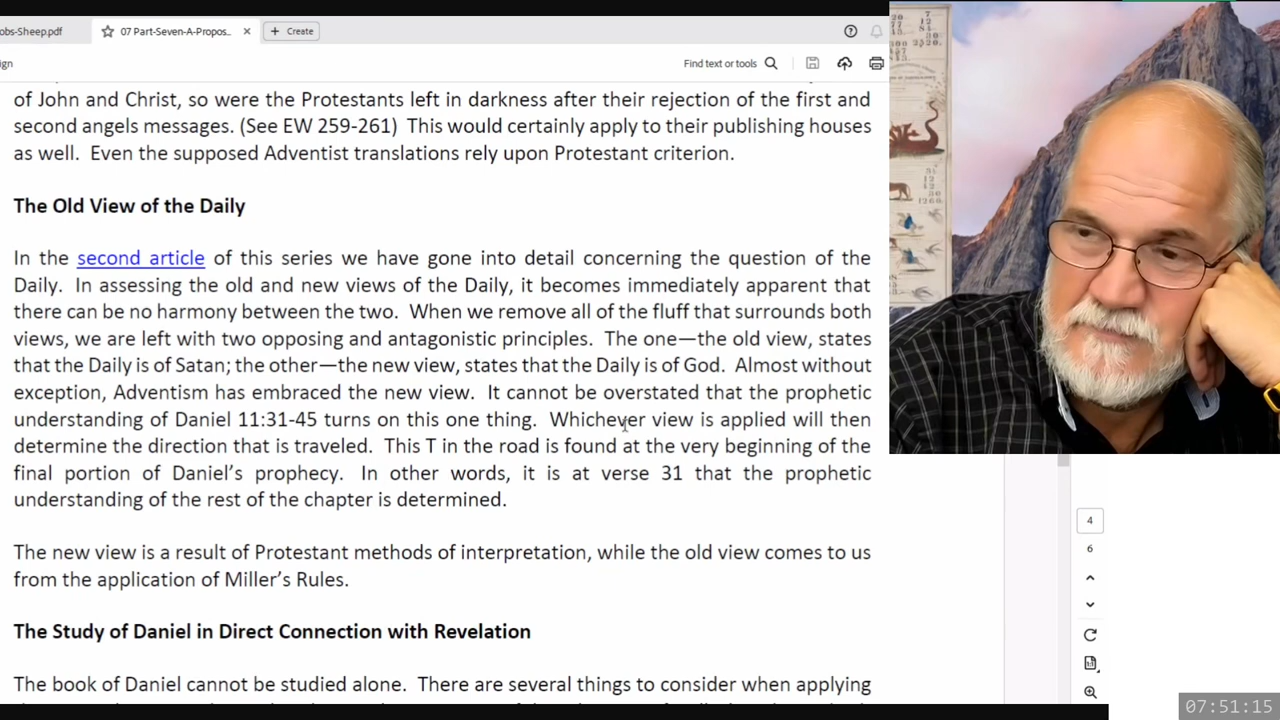 obs-Sheep.pdf
07 Part-Seven-A-Propos..
Create
ign
Find text or tools
of John and Christ, so were the Protestants left in darkness after their rejection of the first and
second angels messages. (See EW 259-261)  This would certainly apply to their publishing houses
as well.  Even the supposed Adventist translations rely upon Protestant criterion.
The Old View of the Daily
In the second article of this series we have gone into detail concerning the question of the
Daily.  In assessing the old and new views of the Daily, it becomes immediately apparent that
there can be no harmony between the two.  When we remove all of the fluff that surrounds both
views, we are left with two opposing and antagonistic principles.  The one—the old view, states
that the Daily is of Satan; the other—the new view, states that the Daily is of God.  Almost without
exception, Adventism has embraced the new view.  It cannot be overstated that the prophetic
understanding of Daniel 11:31-45 turns on this one thing.  Whichever view is applied will then
determine the direction that is traveled.  This T in the road is found at the very beginning of the
final portion of Daniel's prophecy.  In other words, it is at verse 31 that the prophetic
understanding of the rest of the chapter is determined.
The new view is a result of Protestant methods of interpretation, while the old view comes to us
from the application of Miller's Rules.
The Study of Daniel in Direct Connection with Revelation
The book of Daniel cannot be studied alone.  There are several things to consider when applying
4
6
07:51:15